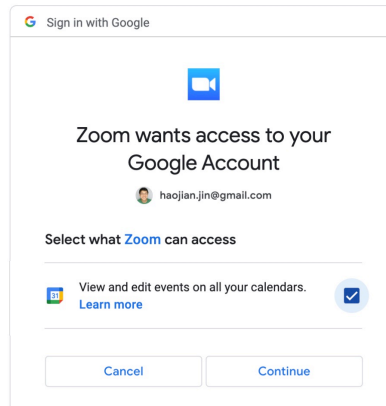 Sign in with Google
Zoom wants access to your
Google Account
haojian.jin@gmail.com
Select what Zoom can access
31
View and edit events on all your calendars.
Learn more
Cancel
Continue